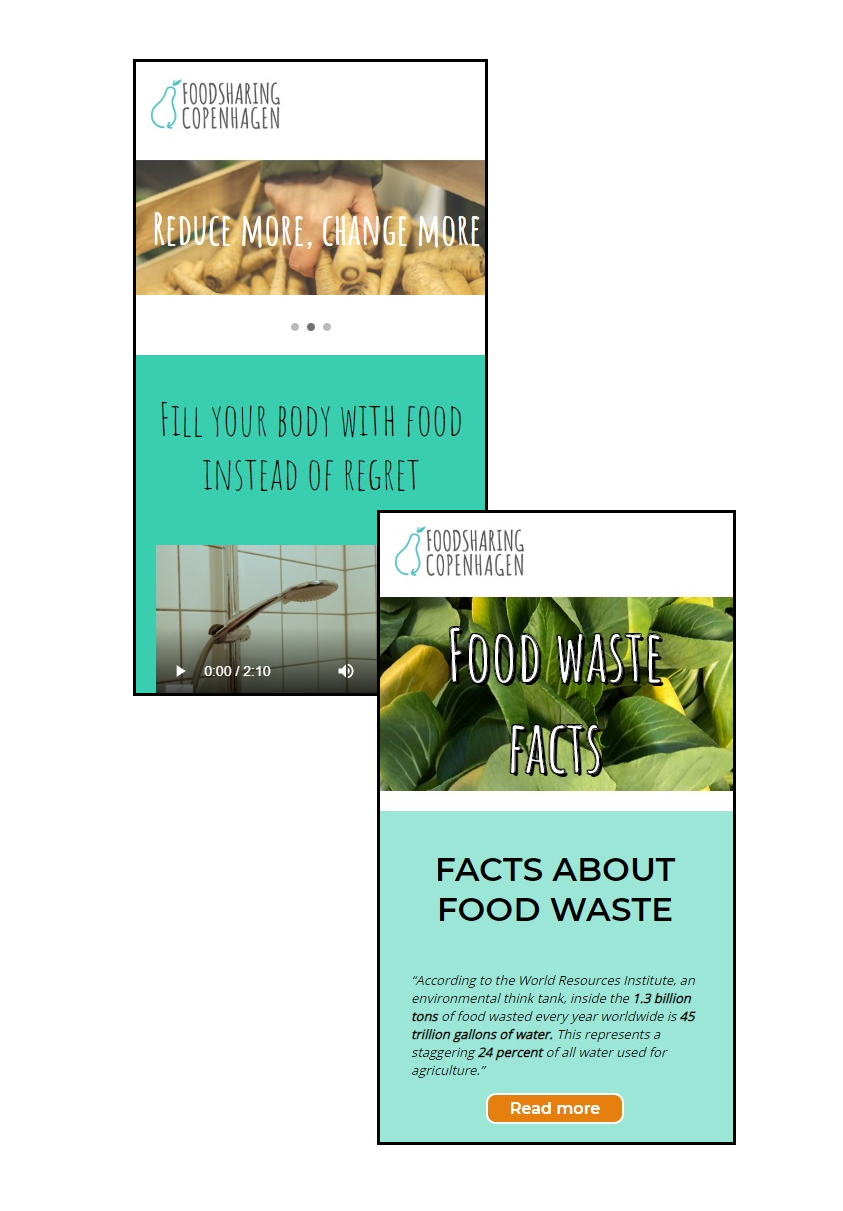 FOODSHARING
COPENHAGEN
REDUCE MORE, CHANGE MORE
FILL YOUR BODY WITH FOOD
INSTEAD OF REGRET
0:00 / 2:10
FOODSHARING
COPENHAGEN
FOOD WASTE
FACTS
FACTS ABOUT
FOOD WASTE
“According to the World Resources Institute, an
environmental think tank, inside the 1.3 billion
tons of food wasted every year worldwide is 45
trillion gallons of water. This represents a
staggering 24 percent of all water used for
agriculture.”
Read more